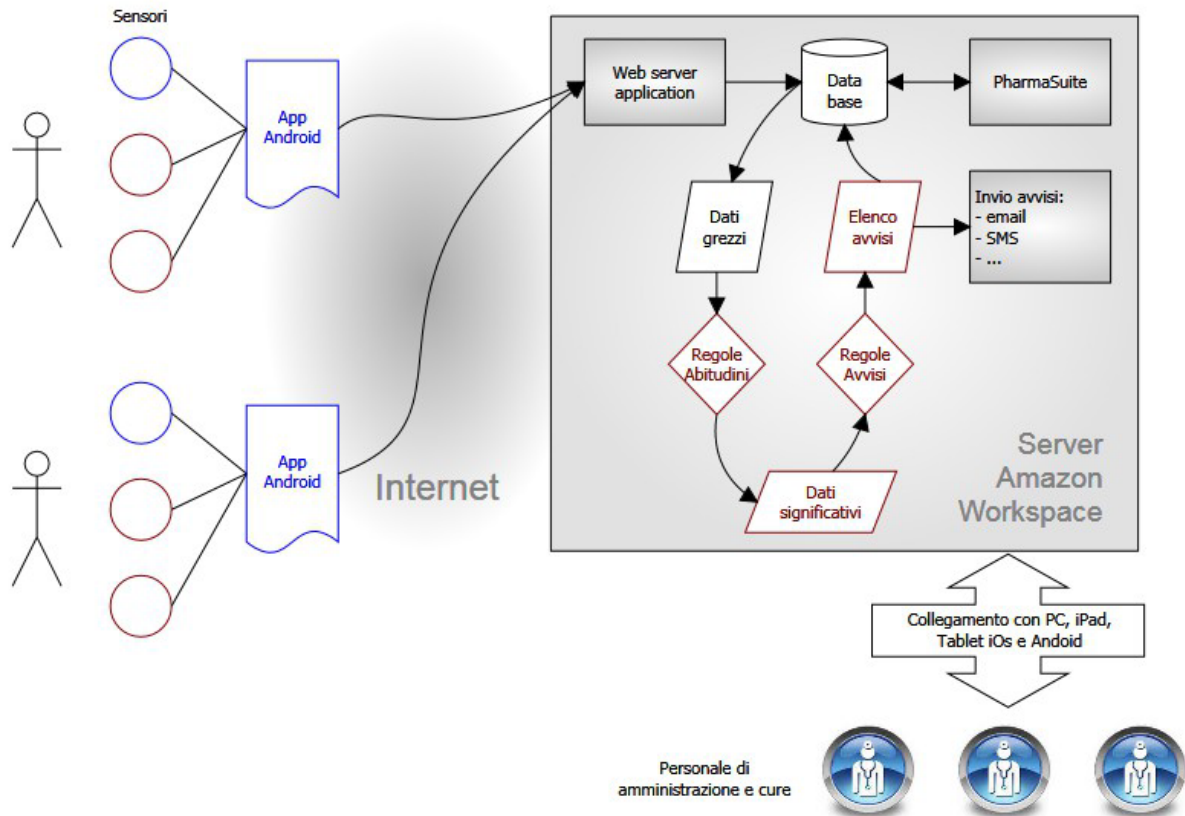 Sensori
App
Android
App
Android
Internet
Web server
application
Data
base
PharmaSuite
Dati
grezzi
Elenco
avvisi
Invio avvisi:
- email
- SMS
- ...
Regole
Abitudini
Regole
Avvisi
Dati
significativi
Server
Amazon
Workspace
Collegamento con PC, iPad,
Tablet iOs e Andoid
Personale di
amministrazione e cure